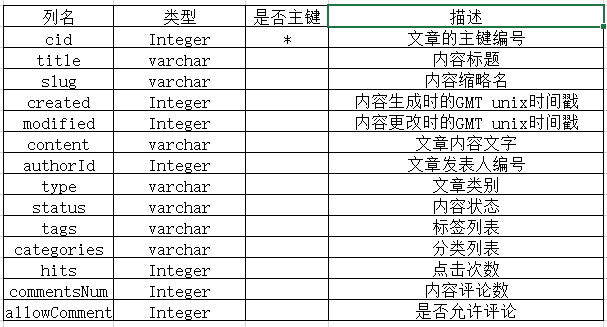 列名 类型 是否主键 描述
cid Integer * 文章的主键编号
title varchar 内容标题
slug varchar 内容缩略名
created Integer 内容生成时的GMT unix时间戳
modified Integer 内容更改时的GMT unix时间戳
content varchar 文章内容文字
authorId Integer 文章发表人编号
type varchar 文章类别
status varchar 内容状态
tags varchar 标签列表
categories varchar 分类列表
hits Integer 点击次数
commentsNum Integer 内容评论数
allowComment Integer 是否允许评论